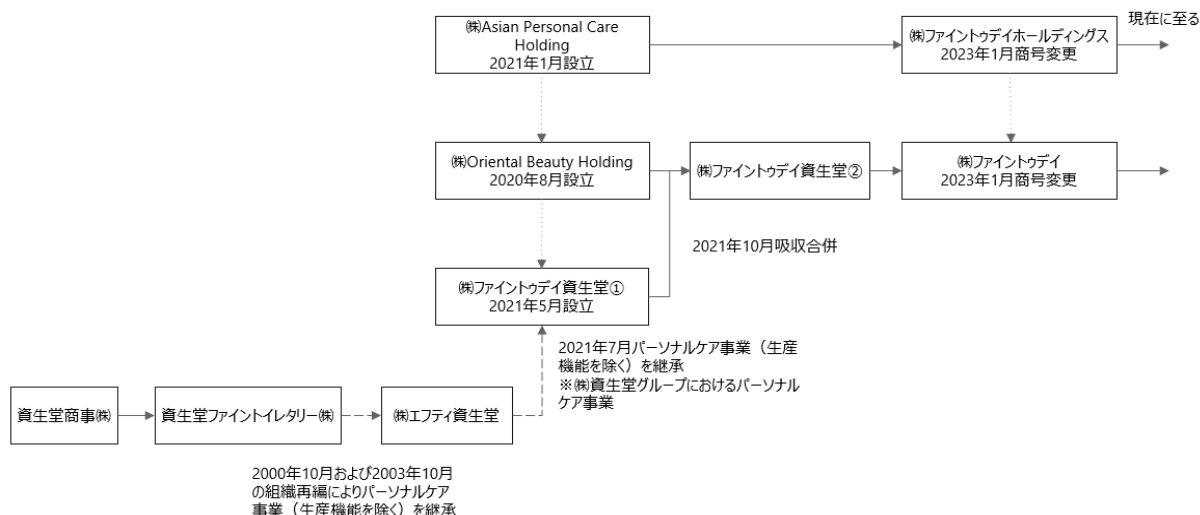 現在に至る
㈱Asian Personal Care
Holding
2021年1月設立
㈱ファイントゥデイホールディングス
2023年1月商号変更
㈱Oriental Beauty Holding
2020年8月設立
㈱ファイントゥデイ資生堂②
㈱ファイントゥデイ
2023年1月商号変更
2021年10月吸収合併
㈱ファイントゥデイ資生堂①
2021年5月設立
2021年7月パーソナルケア事業（生産
機能を除く）を継承
※㈱資生堂グループにおけるパーソナル
ケア事業
資生堂商事㈱
資生堂ファイントイレタリー㈱
㈱エフティ資生堂
2000年10月および2003年10月
の組織再編によりパーソナルケア
事業（生産機能を除く）を継承